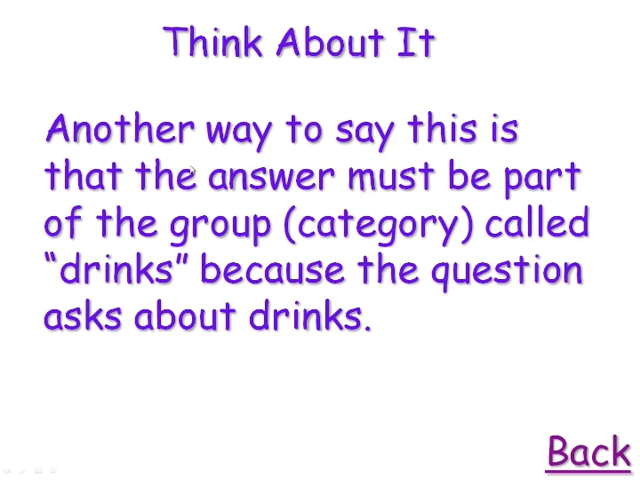 Think About It
Another way to say this is
that the answer must be part
of the group (category) called
“drinks” because the question
asks about drinks.
Back